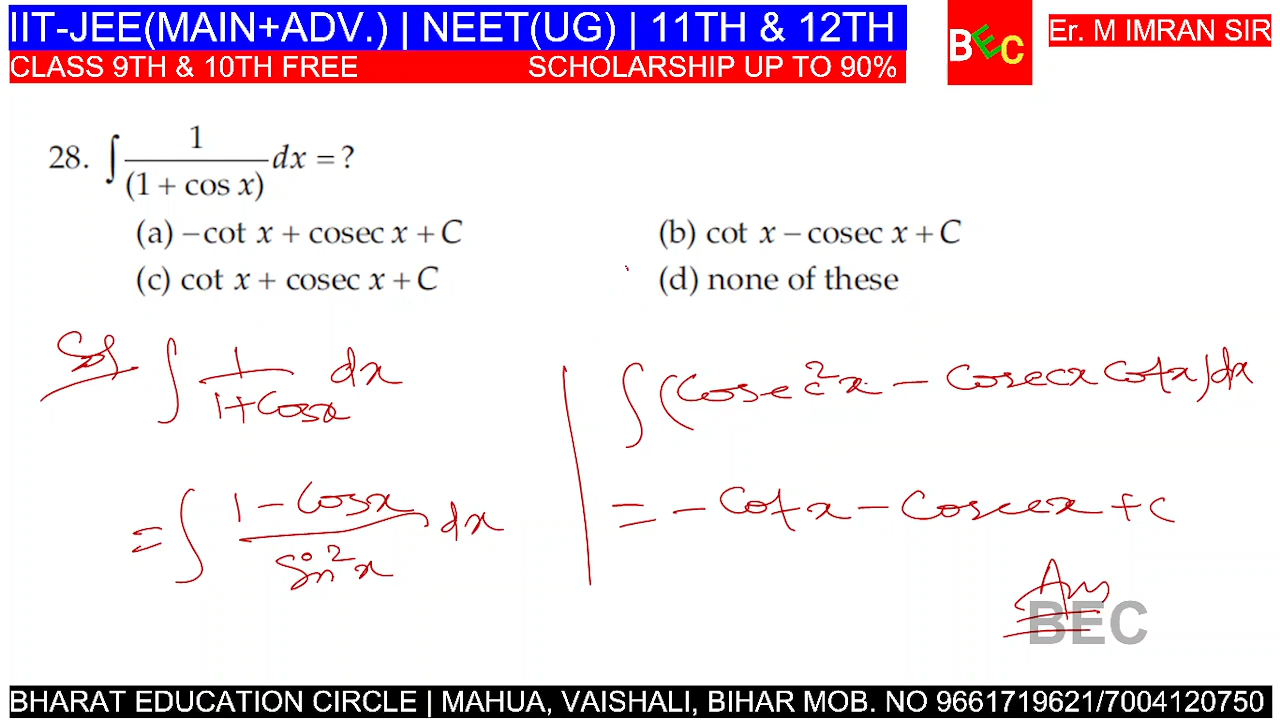 IIT-JEE(MAIN+ADV.) | NEET(UG) | 11TH & 12TH
CLASS 9TH & 10TH FREE SCHOLARSHIP UP TO 90%
BEC
Er. M IMRAN SIR
28. ∫ 1/(1 + cos x) dx = ?
(a) −cot x + cosec x + C
(b) cot x − cosec x + C
(c) cot x + cosec x + C
(d) none of these
Sol ∫ 1/1+Cosx dx
= ∫ 1 - Cosx/Sin²x dx
∫(Cosec²x - Cosecx Cotx)dx
= - Cotx - Cosecx + C
Ans
BEC
BHARAT EDUCATION CIRCLE | MAHUA, VAISHALI, BIHAR MOB. NO 9661719621/7004120750